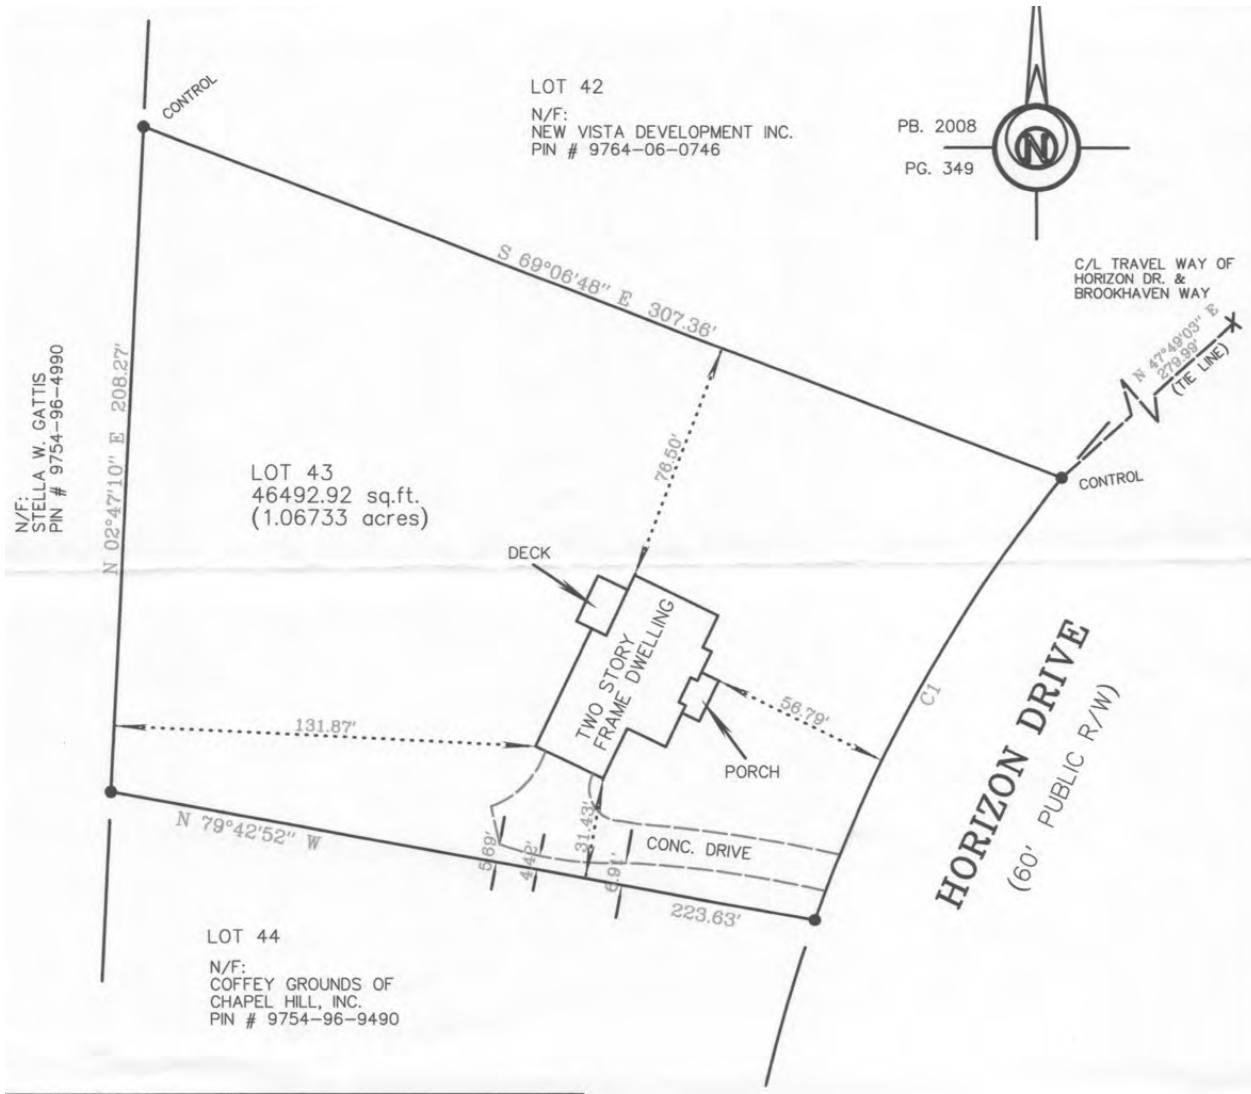 CONTROL
LOT 42
N/F:
NEW VISTA DEVELOPMENT INC.
PIN # 9764-06-0746
PB. 2008
PG. 349
N
C/L TRAVEL WAY OF
HORIZON DR. &
BROOKHAVEN WAY
N 47°49'03" E
279.99'
(TIE LINE)
S 69°06'48" E 307.36'
CONTROL
N/F:
STELLA W. GATTIS
PIN # 9754-96-4990
N 02°47'10" E 208.27'
LOT 43
46492.92 sq.ft.
(1.06733 acres)
76.50'
DECK
TWO STORY
FRAME DWELLING
56.79'
C1
HORIZON DRIVE
(60' PUBLIC R/W)
131.87'
PORCH
N 79°42'52" W
223.63'
5.69'
4.42'
31.43'
6.91'
CONC. DRIVE
LOT 44
N/F:
COFFEY GROUNDS OF
CHAPEL HILL, INC.
PIN # 9754-96-9490